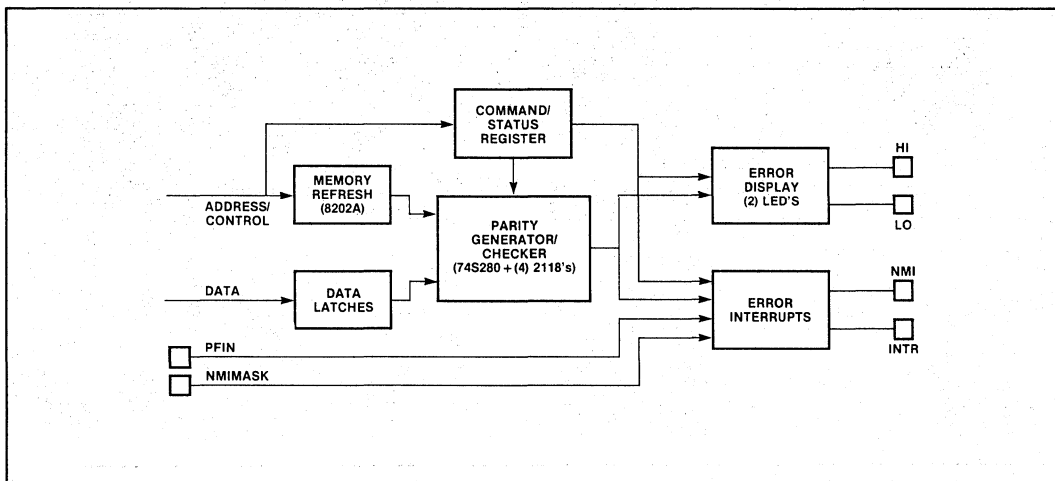 COMMAND/
STATUS
REGISTER
HI
MEMORY
REFRESH
(8202A)
ERROR
DISPLAY
(2) LED'S
ADDRESS/
CONTROL
LO
PARITY
GENERATOR/
CHECKER
(74S280 + (4) 2118's)
DATA
DATA
LATCHES
NMI
ERROR
INTERRUPTS
INTR
PFIN
NMIMASK